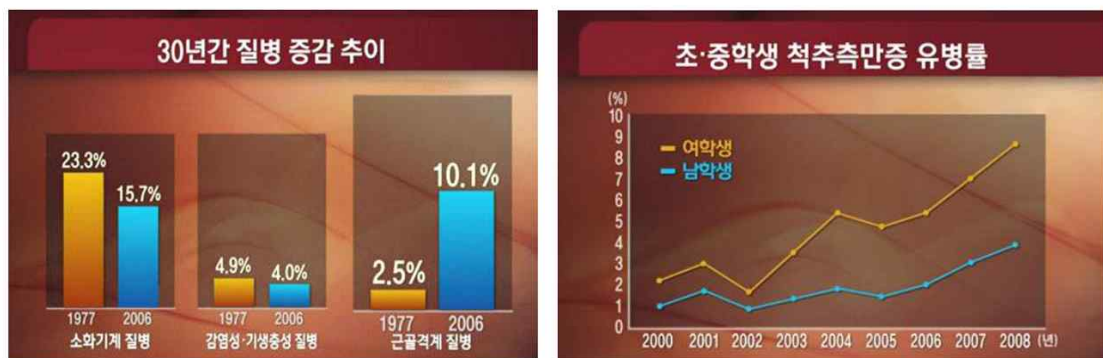 30년간 질병 증감 추이
23.3%
15.7%
1977 2006
소화기계 질병
4.9%
4.0%
1977 2006
감염성·기생충성 질병
10.1%
2.5%
1977 2006
근골격계 질병
초·중학생 척추측만증 유병률
(%)
10
9
8
7
6
5
4
3
2
1
0
여학생
남학생
2000 2001 2002 2003 2004 2005 2006 2007 2008 (년)